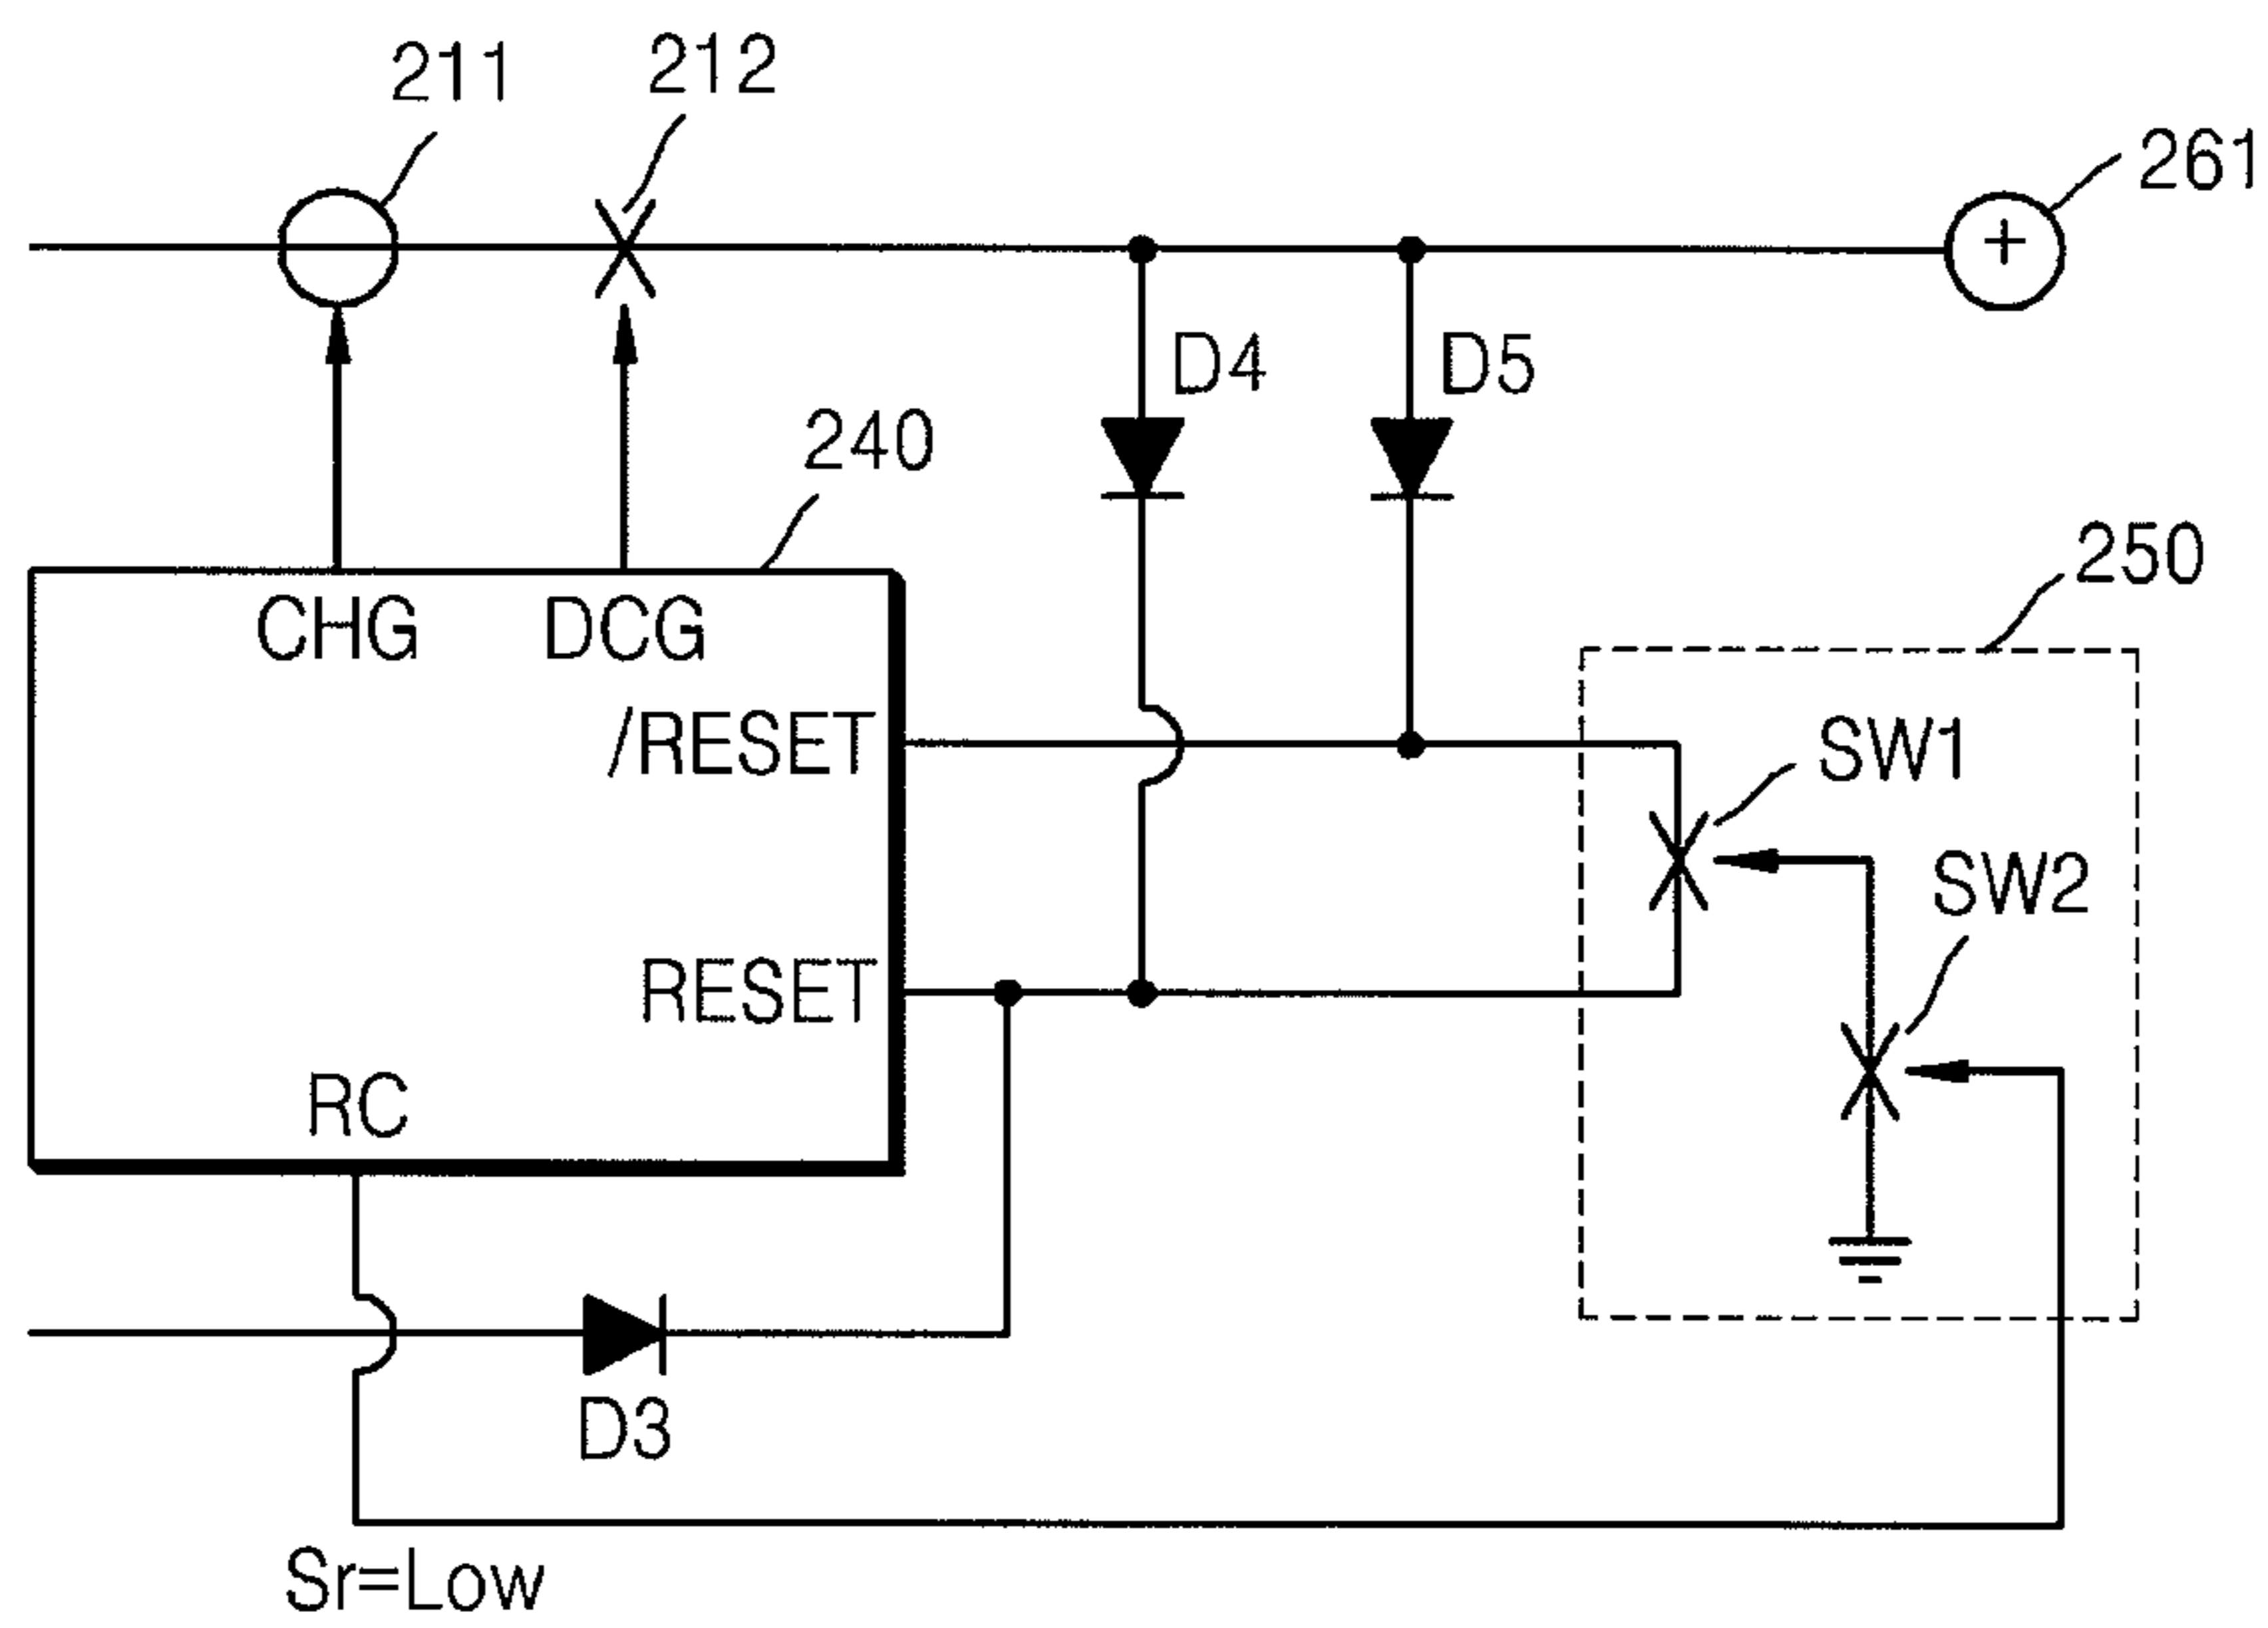 211
212
261
D4
D5
240
250
CHG
DCG
/RESET
SW1
SW2
RESET
RC
D3
Sr=Low